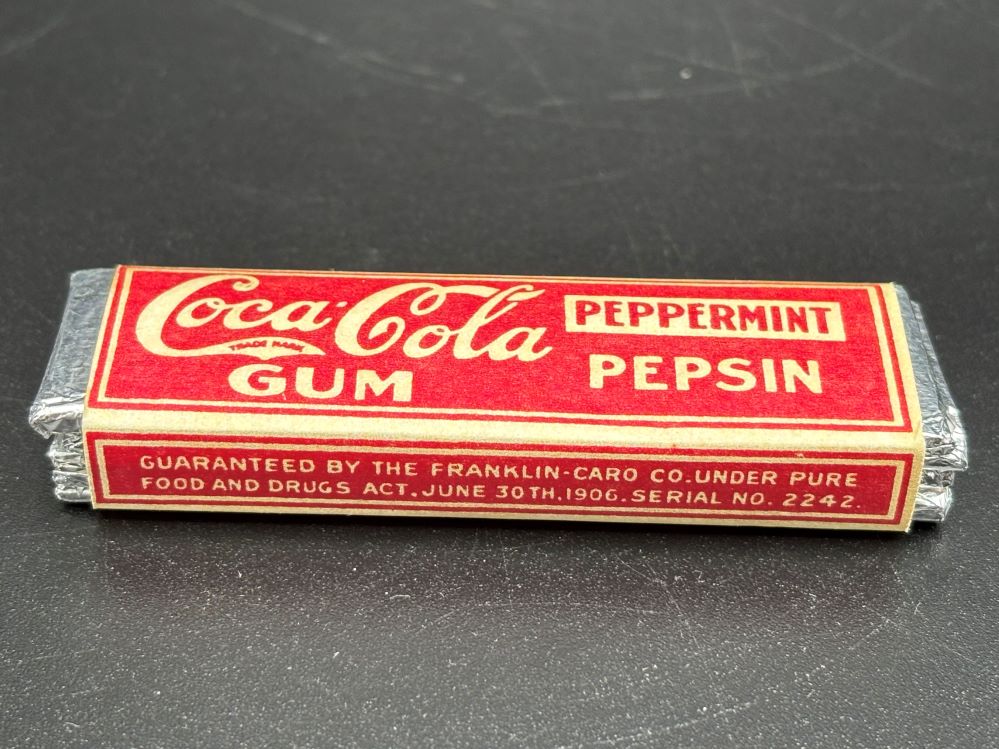 Coca-Cola
TRADE MARK
GUM
PEPPERMINT
PEPSIN
GUARANTEED BY THE FRANKLIN-CARO CO. UNDER PURE
FOOD AND DRUGS ACT. JUNE 30TH, 1906. SERIAL NO. 2242.